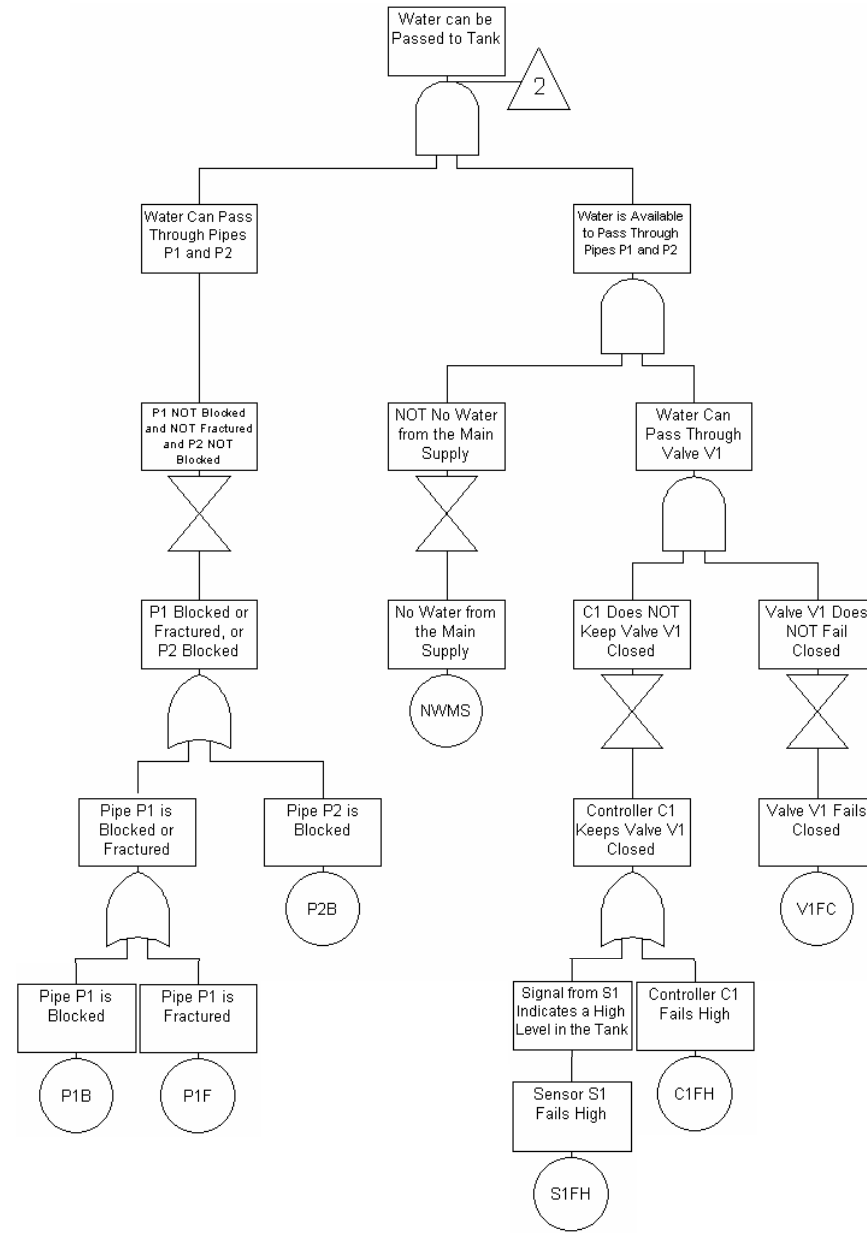 Water can be
Passed to Tank
2
Water Can Pass
Through Pipes
P1 and P2
Water is Available
to Pass Through
Pipes P1 and P2
P1 NOT Blocked
and NOT Fractured
and P2 NOT
Blocked
NOT No Water
from the Main
Supply
Water Can
Pass Through
Valve V1
P1 Blocked or
Fractured, or
P2 Blocked
No Water from
the Main
Supply
C1 Does NOT
Keep Valve V1
Closed
Valve V1 Does
NOT Fail
Closed
NWMS
Pipe P1 is
Blocked or
Fractured
Pipe P2 is
Blocked
Controller C1
Keeps Valve V1
Closed
Valve V1 Fails
Closed
P2B
V1FC
Pipe P1 is
Blocked
Pipe P1 is
Fractured
Signal from S1
Indicates a High
Level in the Tank
Controller C1
Fails High
P1B
P1F
C1FH
Sensor S1
Fails High
S1FH